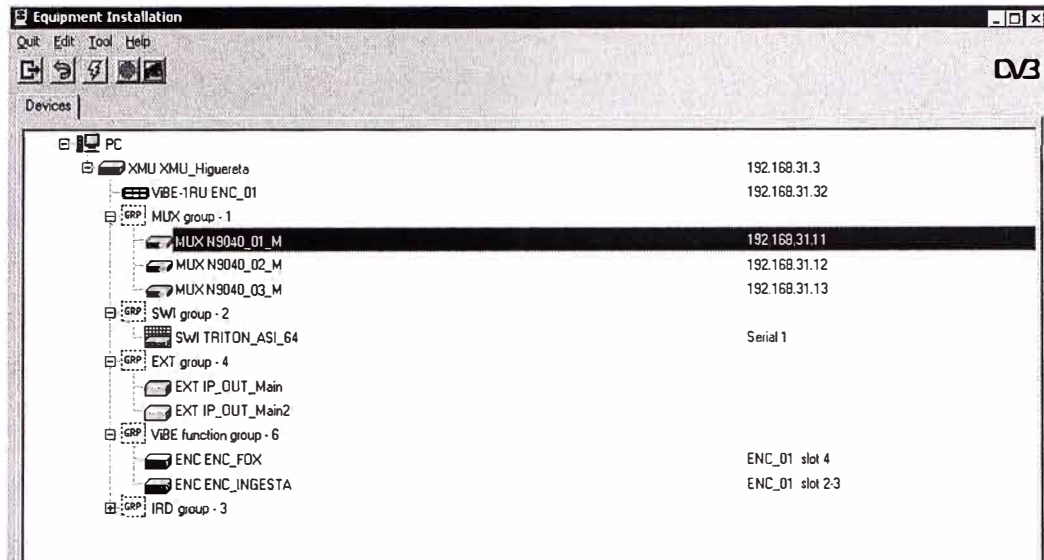 Equipment Installation
Quit Edit Tool Help
DVB
Devices
PC
XMU XMU_Higuereta 192.168.31.3
ViBE-1RU ENC_01 192.168.31.32
GRP MUX group - 1
MUX N9040_01_M 192.168.31.11
MUX N9040_02_M 192.168.31.12
MUX N9040_03_M 192.168.31.13
GRP SWI group - 2
SWI TRITON_ASI_64 Serial 1
GRP EXT group - 4
EXT IP_OUT_Main
EXT IP_OUT_Main2
GRP ViBE function group - 6
ENC ENC_FOX ENC_01 slot 4
ENC ENC_INGESTA ENC_01 slot 2-3
GRP IRD group - 3